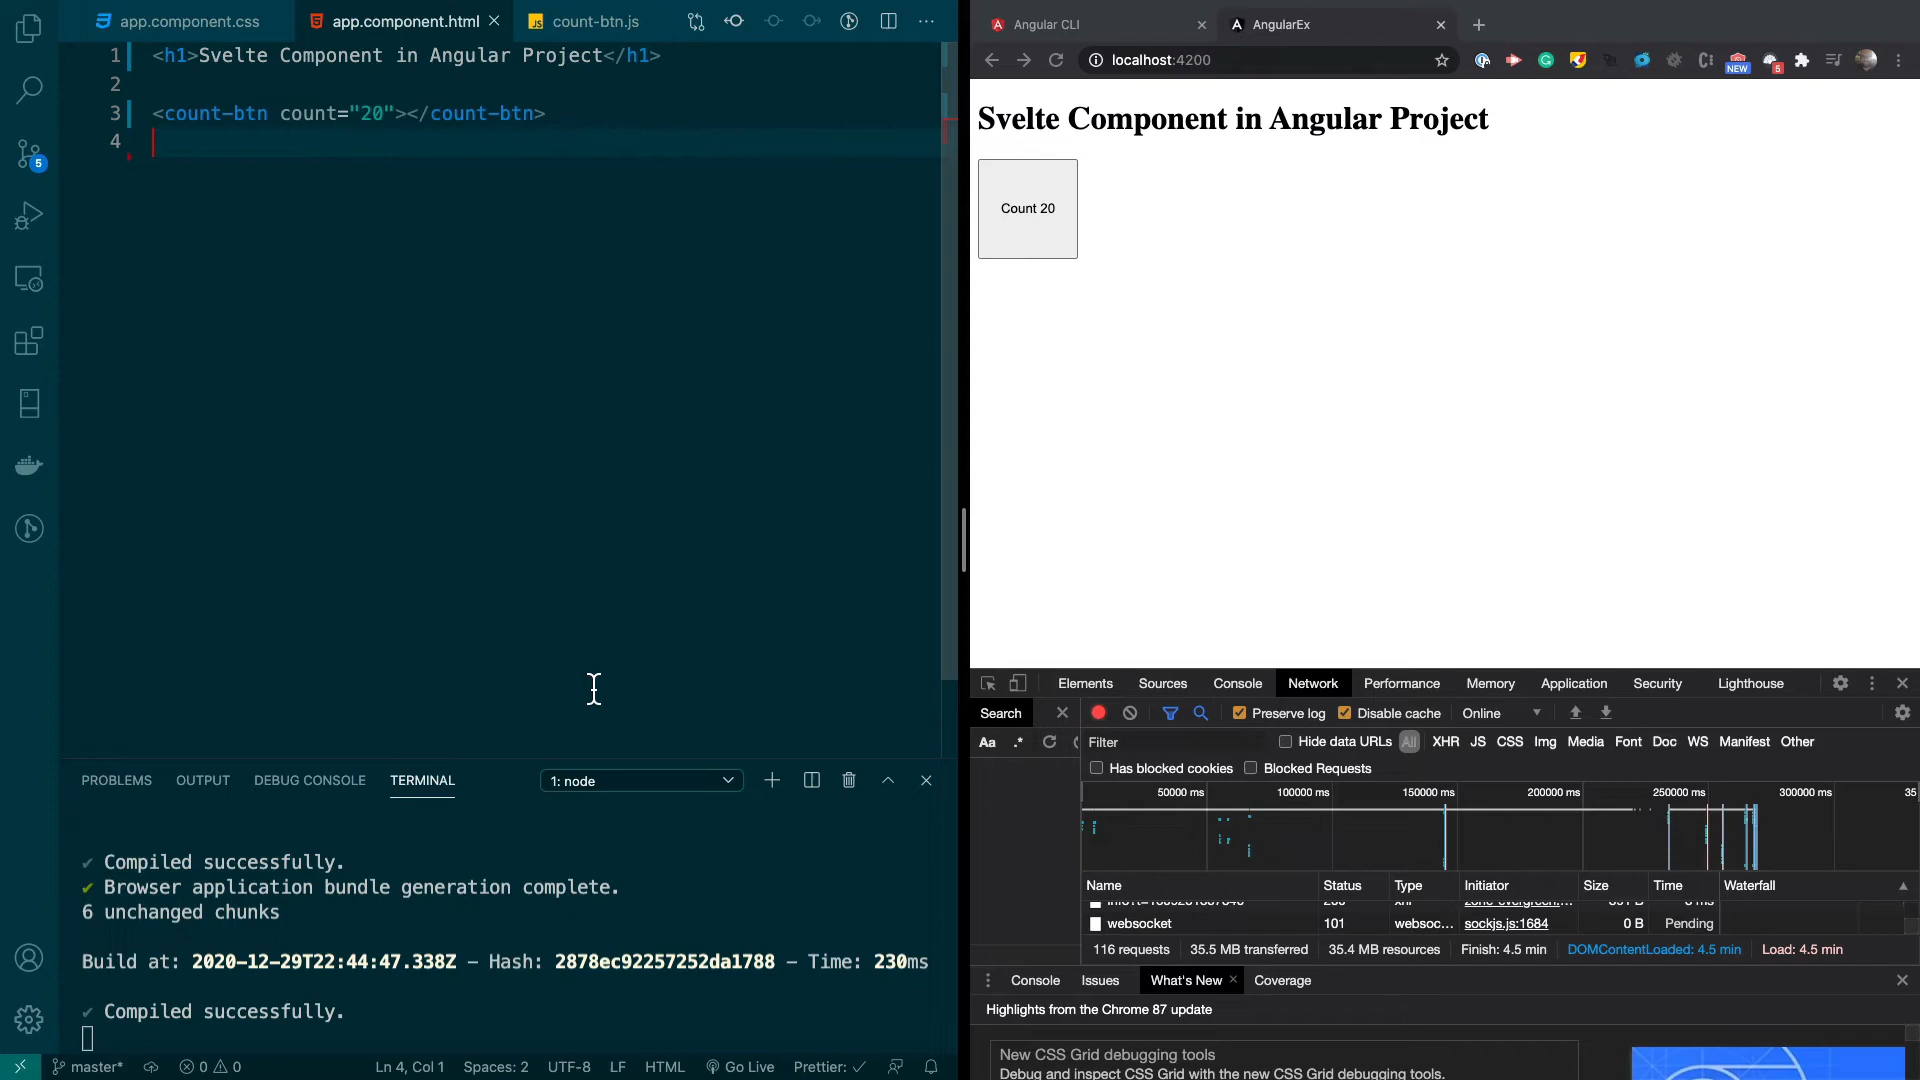 app.component.css
app.component.html
count-btn.js
1 <h1>Svelte Component in Angular Project</h1>
2
3 <count-btn count="20"></count-btn>
4
5
PROBLEMS OUTPUT DEBUG CONSOLE TERMINAL
1: node
✔ Compiled successfully.
✔ Browser application bundle generation complete.
6 unchanged chunks
Build at: 2020-12-29T22:44:47.338Z - Hash: 2878ec92257252da1788 - Time: 230ms
✔ Compiled successfully.
master*
0 0
Ln 4, Col 1 Spaces: 2 UTF-8 LF HTML Go Live Prettier: ✓
Angular CLI
AngularEx
localhost:4200
NEW
5
Svelte Component in Angular Project
Count 20
Elements Sources Console Network Performance Memory Application Security Lighthouse
Search
Preserve log Disable cache Online
Aa .*
Filter
Hide data URLs All XHR JS CSS Img Media Font Doc WS Manifest Other
Has blocked cookies Blocked Requests
50000 ms 100000 ms 150000 ms 200000 ms 250000 ms 300000 ms 35
Name Status Type Initiator Size Time Waterfall
websocket 101 websoc... sockjs.js:1684 0 B Pending
116 requests 35.5 MB transferred 35.4 MB resources Finish: 4.5 min DOMContentLoaded: 4.5 min Load: 4.5 min
Console Issues What's New Coverage
Highlights from the Chrome 87 update
New CSS Grid debugging tools
Debug and inspect CSS Grid with the new CSS Grid debugging tools.